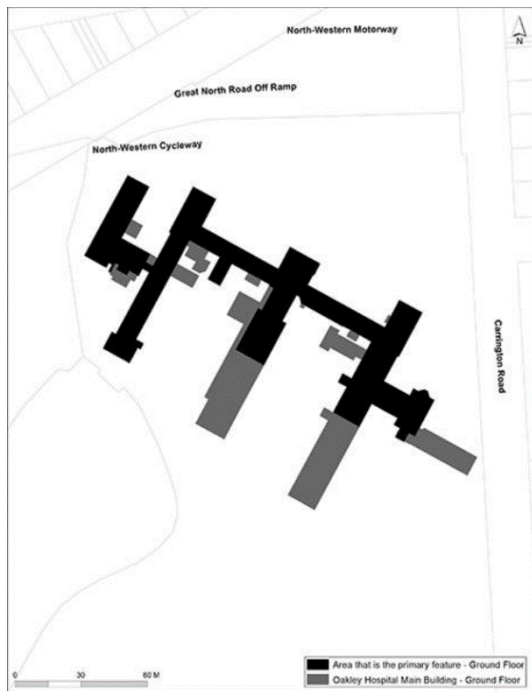 North-Western Motorway
N
Great North Road Off Ramp
North-Western Cycleway
Carrington Road
0 30 60 M
Area that is the primary feature - Ground Floor
Oakley Hospital Main Building - Ground Floor